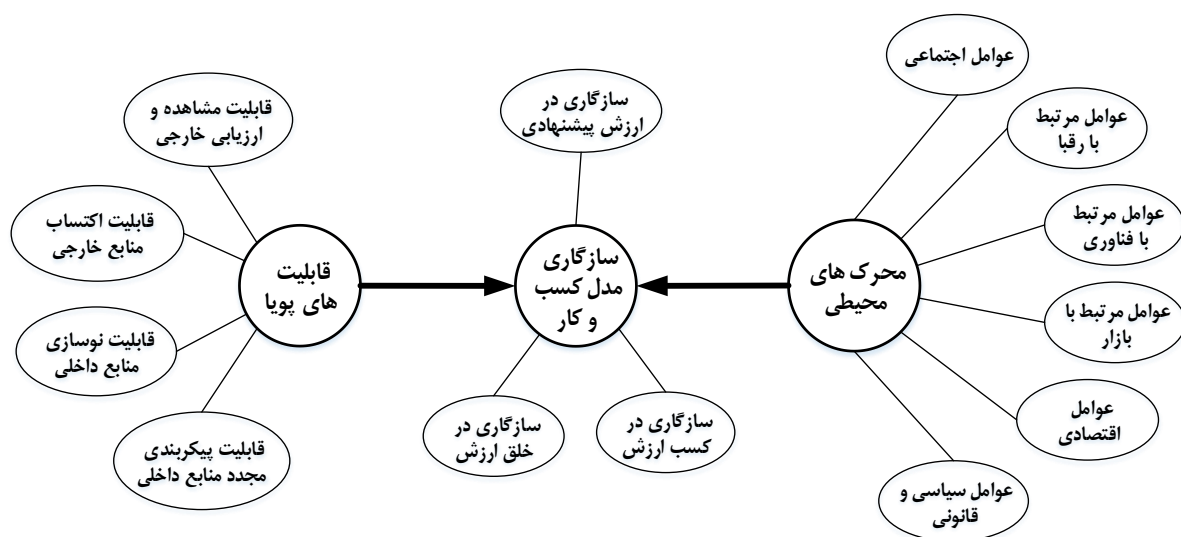 عوامل اجتماعی
عوامل مرتبط
با رقبا
عوامل مرتبط
با فناوری
عوامل مرتبط با
بازار
عوامل
اقتصادی
عوامل سیاسی و
قانونی
محرک های
محیطی
سازگاری در
ارزش پیشنهادی
سازگاری
مدل کسب
و کار
سازگاری در
کسب ارزش
سازگاری در
خلق ارزش
قابلیت
های پویا
قابلیت مشاهده و
ارزیابی خارجی
قابلیت اکتساب
منابع خارجی
قابلیت نوسازی
منابع داخلی
قابلیت پیکربندی
مجدد منابع داخلی